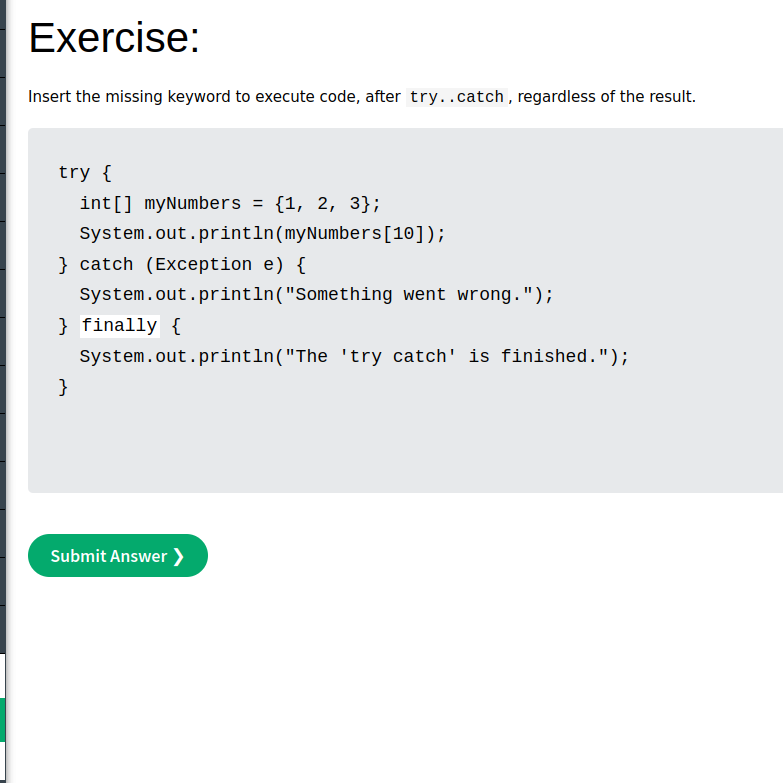 Exercise:
Insert the missing keyword to execute code, after try..catch, regardless of the result.
try {
  int[] myNumbers = {1, 2, 3};
  System.out.println(myNumbers[10]);
} catch (Exception e) {
  System.out.println("Something went wrong.");
} finally {
  System.out.println("The 'try catch' is finished.");
}
Submit Answer ❯